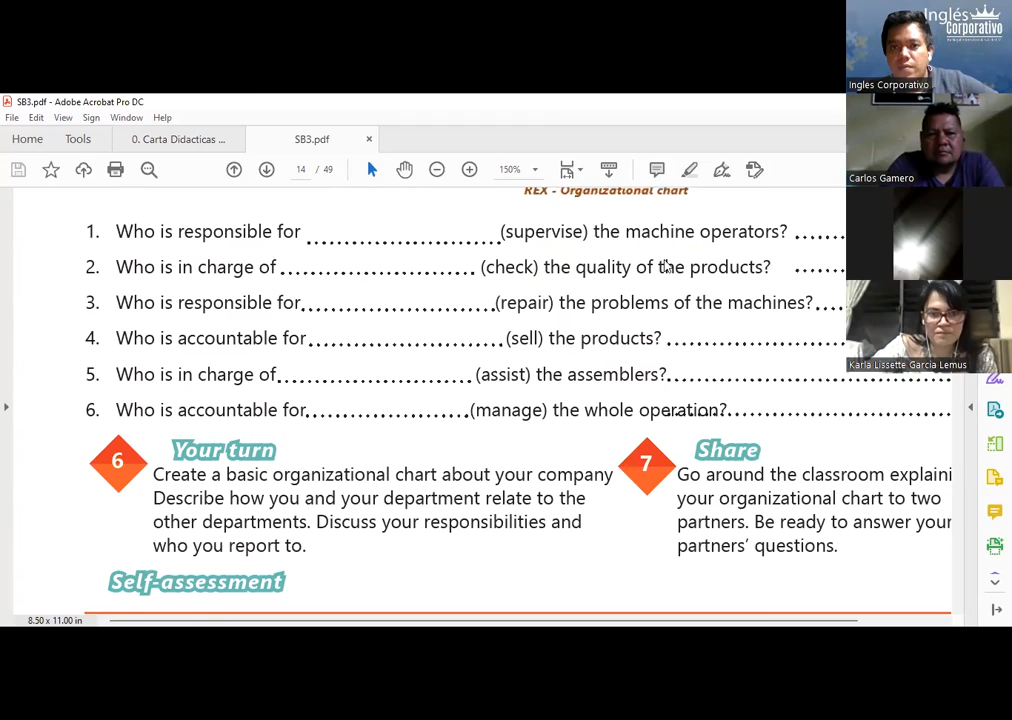 Inglés
Corporativo
Ingles Corporativo
SB3.pdf - Adobe Acrobat Pro DC
File Edit View Sign Window Help
Home Tools 0. Carta Didacticas ... SB3.pdf ×
14 / 49 150%
Carlos Gamero
REX - Organizational chart
1. Who is responsible for ........................(supervise) the machine operators? ......
2. Who is in charge of ........................ (check) the quality of the products? ......
3. Who is responsible for........................(repair) the problems of the machines?....
4. Who is accountable for........................ (sell) the products? ......................
Karla Lissette Garcia Lemus
5. Who is in charge of........................ (assist) the assemblers?...................................
6. Who is accountable for....................(manage) the whole operation?............................
6 Your turn
Create a basic organizational chart about your company
Describe how you and your department relate to the
other departments. Discuss your responsibilities and
who you report to.
7 Share
Go around the classroom explaini
your organizational chart to two
partners. Be ready to answer your
partners' questions.
Self-assessment
8.50 x 11.00 in